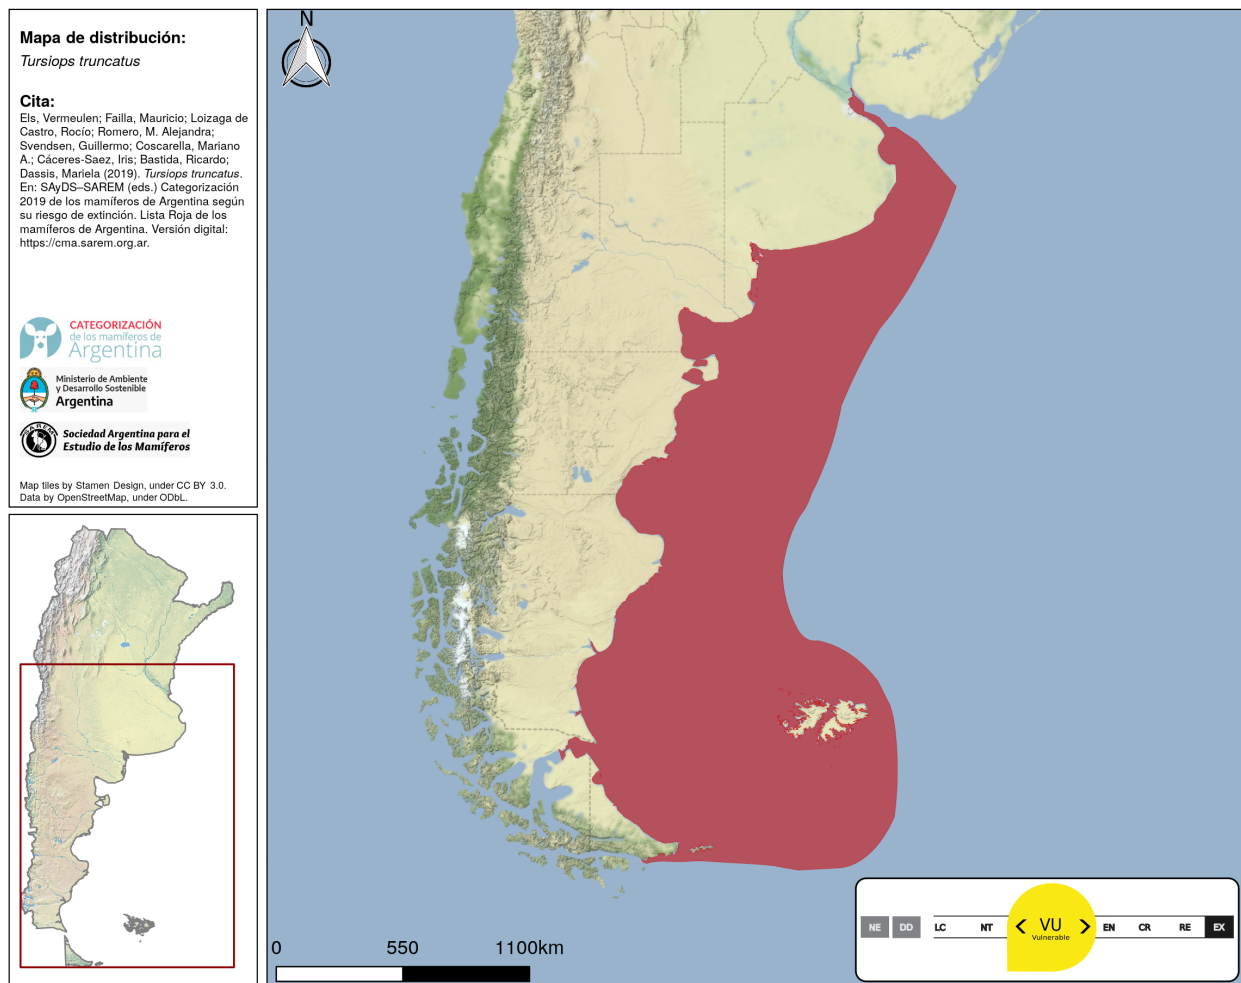 Mapa de distribución:
Tursiops truncatus
Cita:
Els, Vermeulen; Failla, Mauricio; Loizaga de
Castro, Rocío; Romero, M. Alejandra;
Svendsen, Guillermo; Coscarella, Mariano
A.; Cáceres-Saez, Iris; Bastida, Ricardo;
Dassis, Mariela (2019). Tursiops truncatus.
En: SAyDS–SAREM (eds.) Categorización
2019 de los mamíferos de Argentina según
su riesgo de extinción. Lista Roja de los
mamíferos de Argentina. Versión digital:
https://cma.sarem.org.ar.
CATEGORIZACIÓN
de los mamíferos de
Argentina
Ministerio de Ambiente
y Desarrollo Sostenible
Argentina
SAREM
Sociedad Argentina para el
Estudio de los Mamíferos
Map tiles by Stamen Design, under CC BY 3.0.
Data by OpenStreetMap, under ODbL.
N
0 550 1100km
NE DD LC NT < VU > EN CR RE EX
Vulnerable